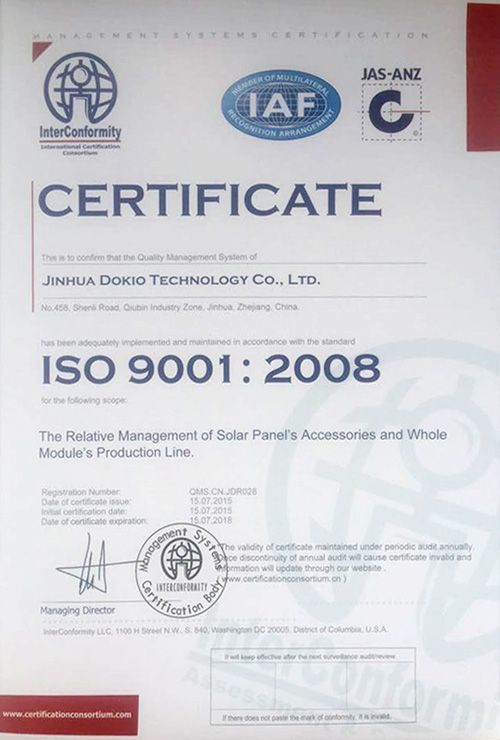 MANAGEMENT SYSTEMS CERTIFICATION
InterConformity
International Certification
Consortium
MEMBER OF MULTILATERAL
IAF
RECOGNITION ARRANGEMENT
JAS-ANZ
C
®
CERTIFICATE
This is to confirm that the Quality Management System of
JINHUA DOKIO TECHNOLOGY CO., LTD.
No.458, Shenli Road, Qiubin Industry Zone, Jinhua, Zhejiang, China.
has been adequately implemented and maintained in accordance with the standard
ISO 9001: 2008
for the following scope:
The Relative Management of Solar Panel's Accessories and Whole
Module's Production Line.
Registration Number: QMS.CN.JDR028
Date of certificate issue: 15.07.2015
Initial certification date: 15.07.2015
Date of certificate expiration: 15.07.2018
Management Systems
INTERCONFORMITY
Certification Body
The validity of certificate maintained under periodic audit annually.
Once discontinuity of annual audit will cause certificate invalid and
information will update through our website .
www.certificationconsortium.cn )
Managing Director
InterConformity LLC, 1100 H Street N.W., S. 840, Washington DC 20005, District of Columbia, U.S.A.
It will keep effective after the next surveillance audit/review.
If there does not paste the mark of conformity, it is invalid.
www.certificationconsortium.com